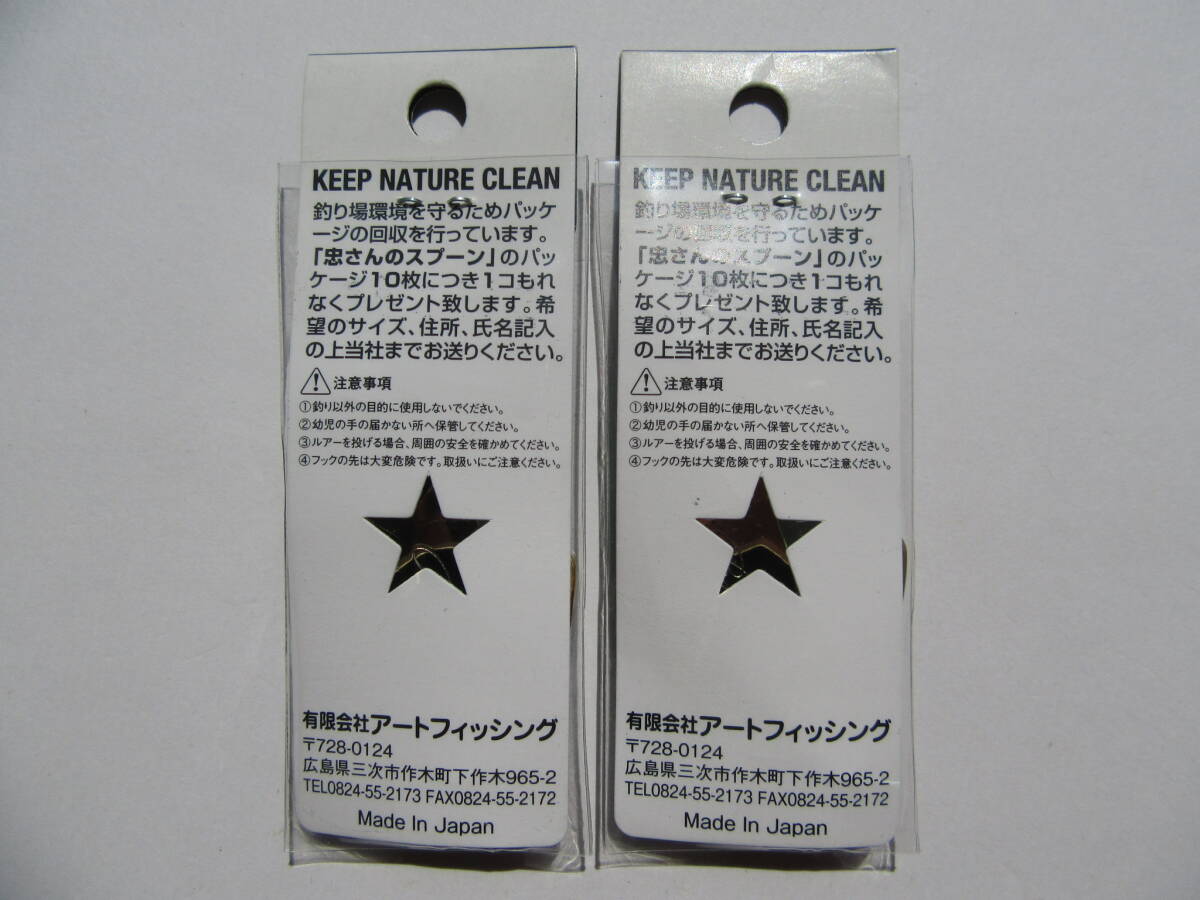 KEEP NATURE CLEAN
釣り場環境を守るためパッケ
ージの回収を行っています。
「忠さんのスプーン」のパッ
ケージ10枚につき1コもれ
なくプレゼント致します。希
望のサイズ、住所、氏名記入
の上当社までお送りください。
注意事項
①釣り以外の目的に使用しないでください。
②幼児の手の届かない所へ保管してください。
③ルアーを投げる場合、周囲の安全を確かめてください。
④フックの先は大変危険です。取扱いにご注意ください。
有限会社アートフィッシング
〒728-0124
広島県三次市作木町下作木965-2
TEL0824-55-2173 FAX0824-55-2172
Made In Japan
KEEP NATURE CLEAN
釣り場環境を守るためパッケ
ージの回収を行っています。
「忠さんのスプーン」のパッ
ケージ10枚につき1コもれ
なくプレゼント致します。希
望のサイズ、住所、氏名記入
の上当社までお送りください。
注意事項
①釣り以外の目的に使用しないでください。
②幼児の手の届かない所へ保管してください。
③ルアーを投げる場合、周囲の安全を確かめてください。
④フックの先は大変危険です。取扱いにご注意ください。
有限会社アートフィッシング
〒728-0124
広島県三次市作木町下作木965-2
TEL0824-55-2173 FAX0824-55-2172
Made In Japan